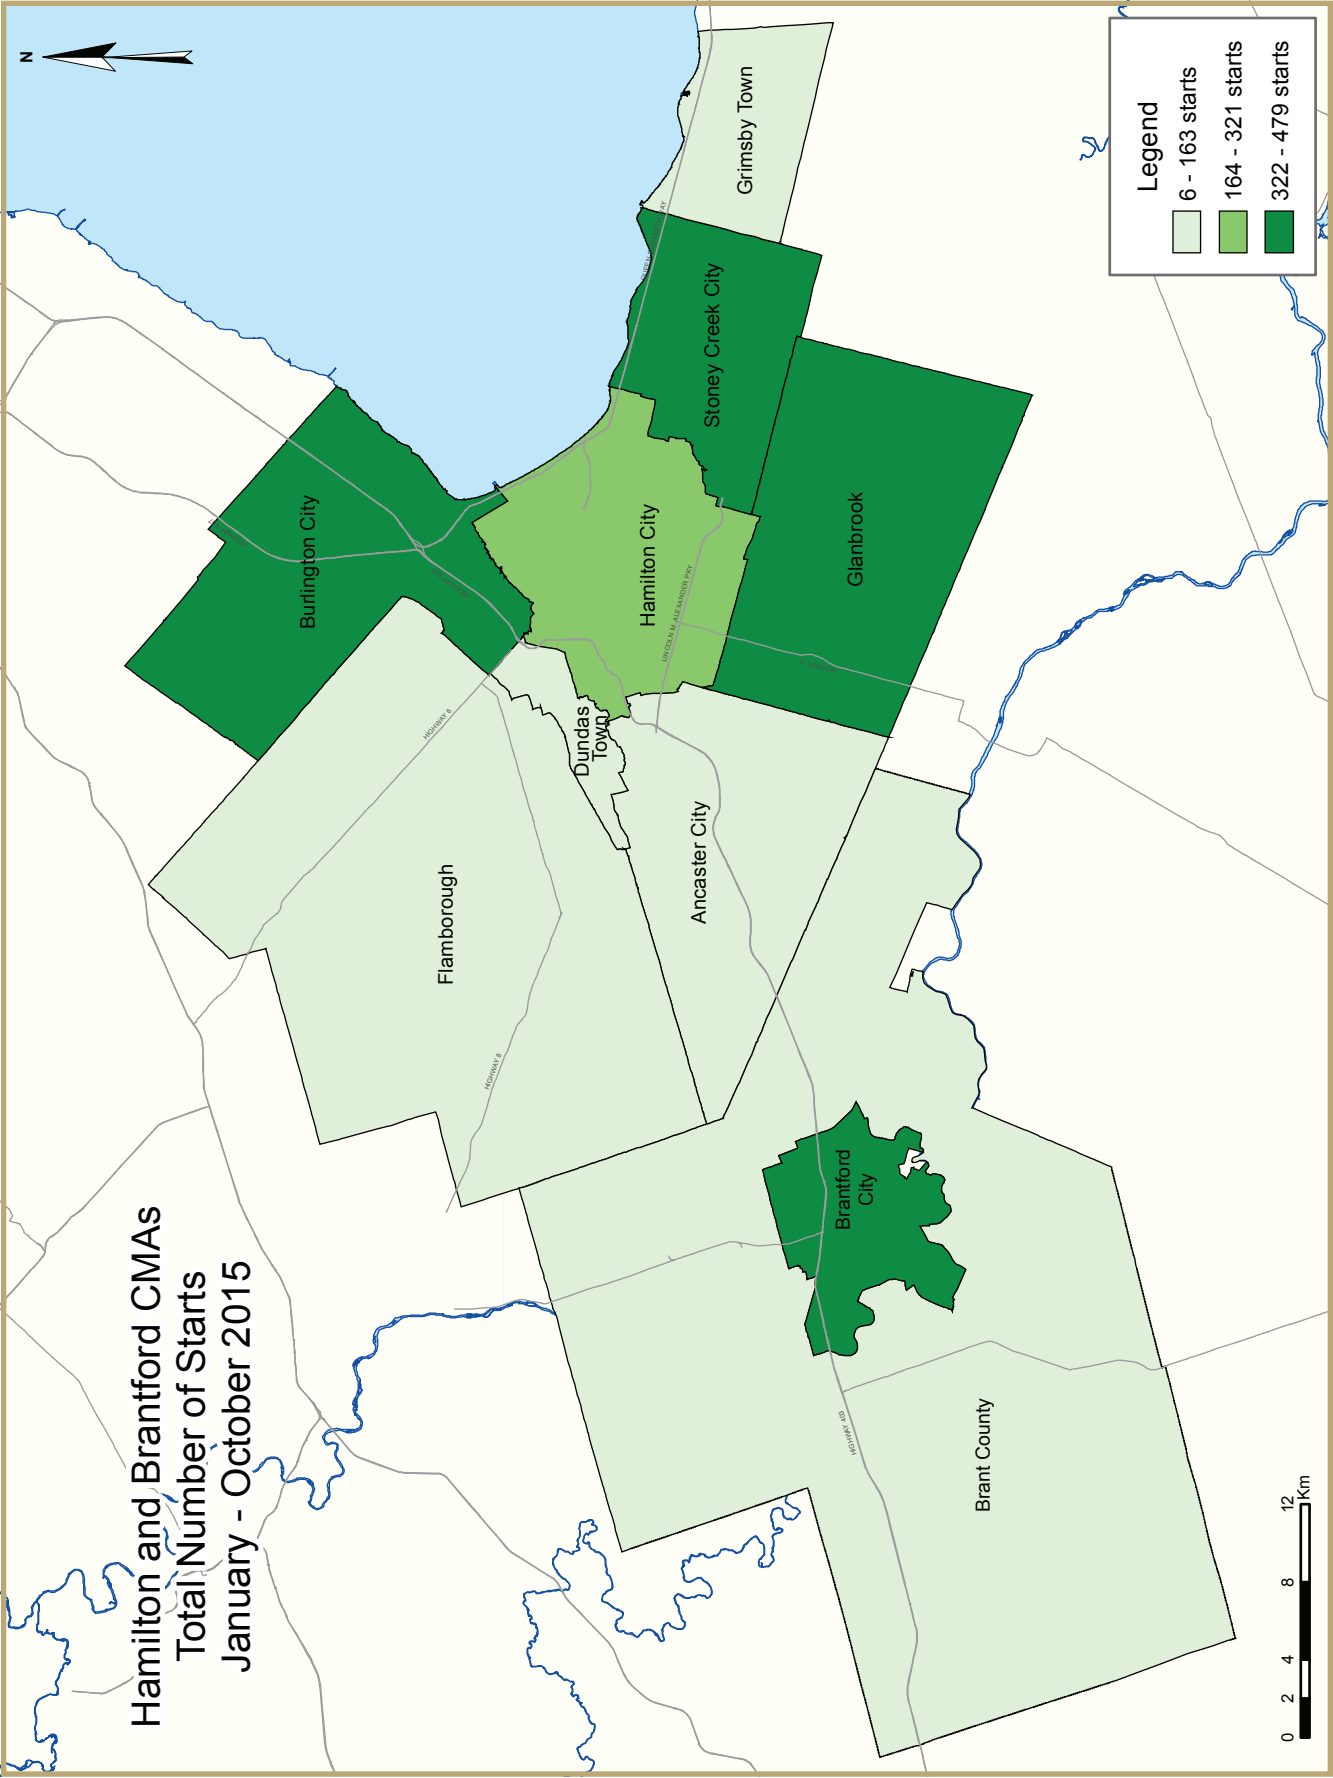 Hamilton and Brantford CMAs
Total Number of Starts
January - October 2015
N
Burlington City
HIGHWAY 6
Flamborough
HIGHWAY 8
Dundas
Town
Hamilton City
LINCOLN M. ALEXANDER PKY
Stoney Creek City
Grimsby Town
Ancaster City
Glanbrook
Brantford
City
HIGHWAY 403
Brant County
Legend
6 - 163 starts
164 - 321 starts
322 - 479 starts
0 2 4 8 12
Km